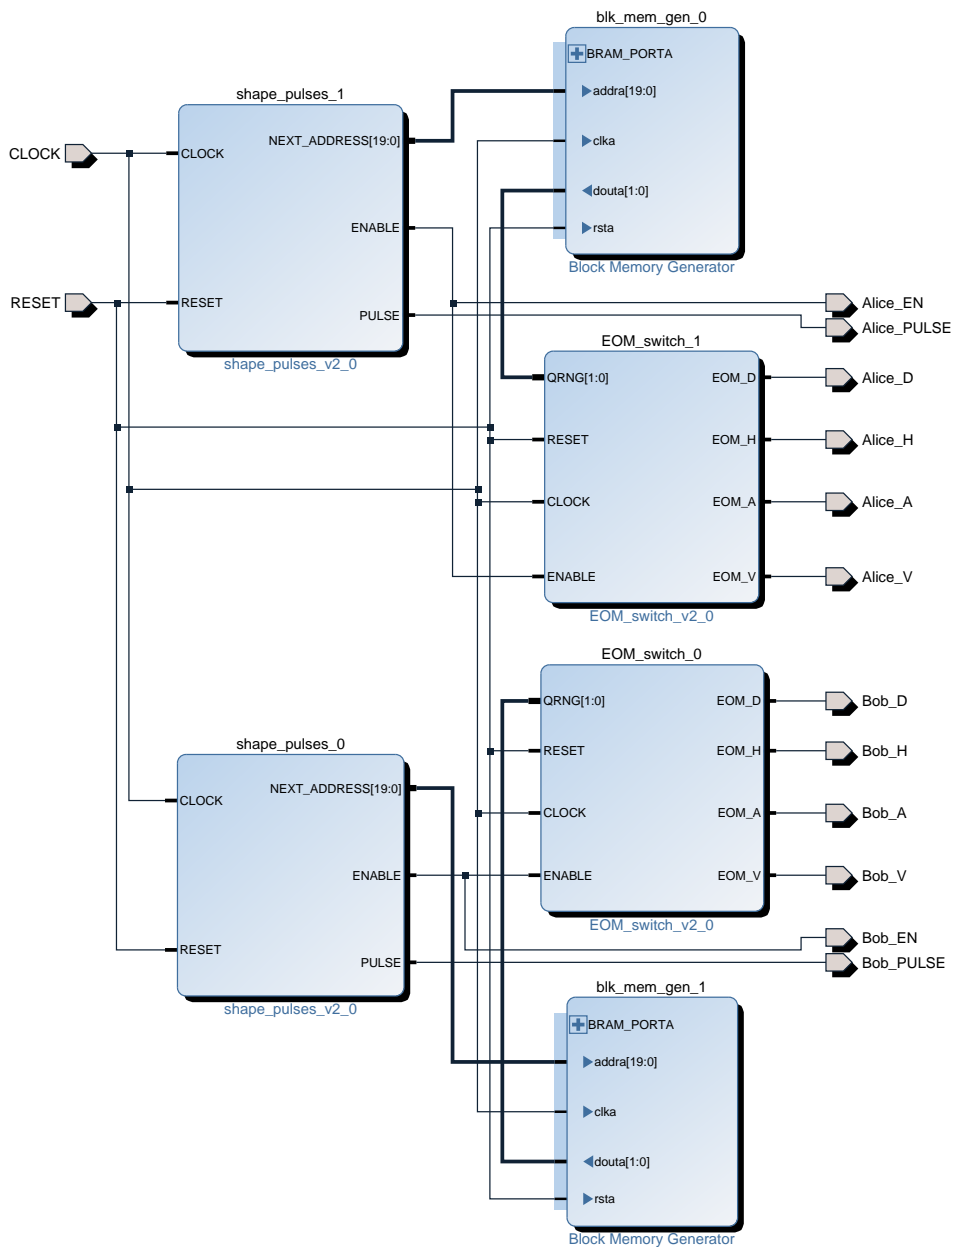 blk_mem_gen_0
BRAM_PORTA
addra[19:0]
clka
douta[1:0]
rsta
Block Memory Generator
shape_pulses_1
CLOCK
CLOCK
NEXT_ADDRESS[19:0]
ENABLE
RESET
RESET
PULSE
shape_pulses_v2_0
Alice_EN
Alice_PULSE
EOM_switch_1
QRNG[1:0]
EOM_D
Alice_D
RESET
EOM_H
Alice_H
CLOCK
EOM_A
Alice_A
ENABLE
EOM_V
Alice_V
EOM_switch_v2_0
EOM_switch_0
QRNG[1:0]
EOM_D
Bob_D
RESET
EOM_H
Bob_H
CLOCK
EOM_A
Bob_A
ENABLE
EOM_V
Bob_V
EOM_switch_v2_0
shape_pulses_0
NEXT_ADDRESS[19:0]
CLOCK
ENABLE
RESET
PULSE
shape_pulses_v2_0
Bob_EN
Bob_PULSE
blk_mem_gen_1
BRAM_PORTA
addra[19:0]
clka
douta[1:0]
rsta
Block Memory Generator